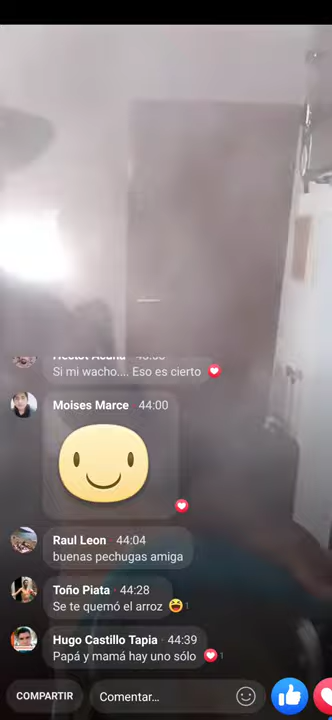 Si mi wacho.... Eso es cierto
Moises Marce · 44:00
Raul Leon · 44:04
buenas pechugas amiga
Toño Piata · 44:28
Se te quemó el arroz 😆 1
Hugo Castillo Tapia · 44:39
Papá y mamá hay uno sólo ❤️ 1
COMPARTIR
Comentar...